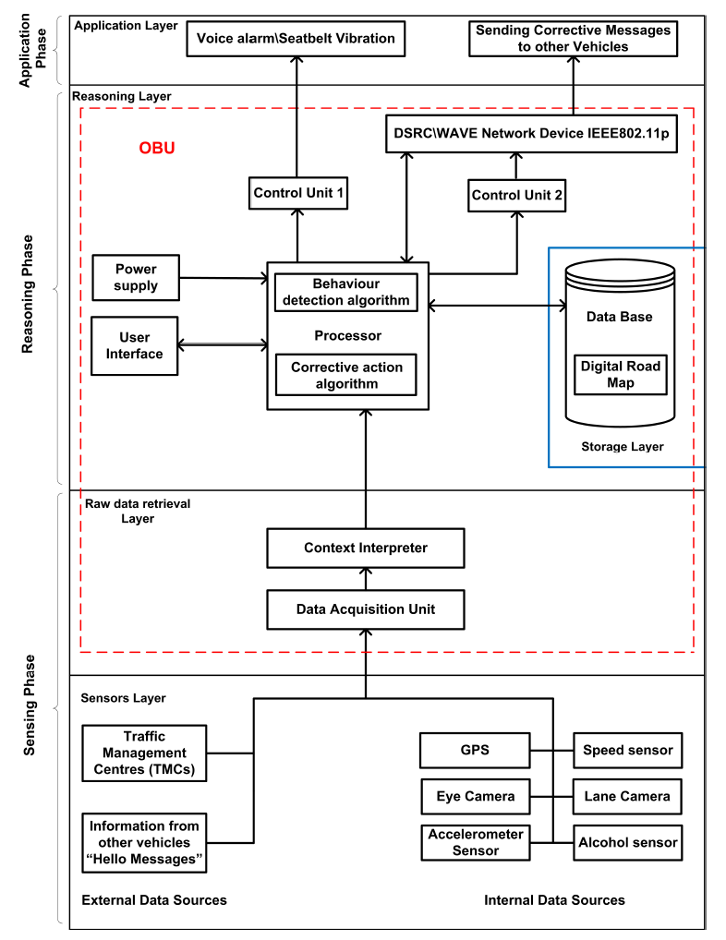 Application Phase
Application Layer
Voice alarm\Seatbelt Vibration
Sending Corrective Messages
to other Vehicles
Reasoning Phase
Reasoning Layer
OBU
DSRC\WAVE Network Device IEEE802.11p
Control Unit 1
Control Unit 2
Power
supply
User
Interface
Behaviour
detection algorithm
Processor
Corrective action
algorithm
Data Base
Digital Road
Map
Storage Layer
Sensing Phase
Raw data retrieval
Layer
Context Interpreter
Data Acquisition Unit
Sensors Layer
Traffic
Management
Centres (TMCs)
Information from
other vehicles
“Hello Messages”
External Data Sources
GPS
Speed sensor
Eye Camera
Lane Camera
Accelerometer
Sensor
Alcohol sensor
Internal Data Sources